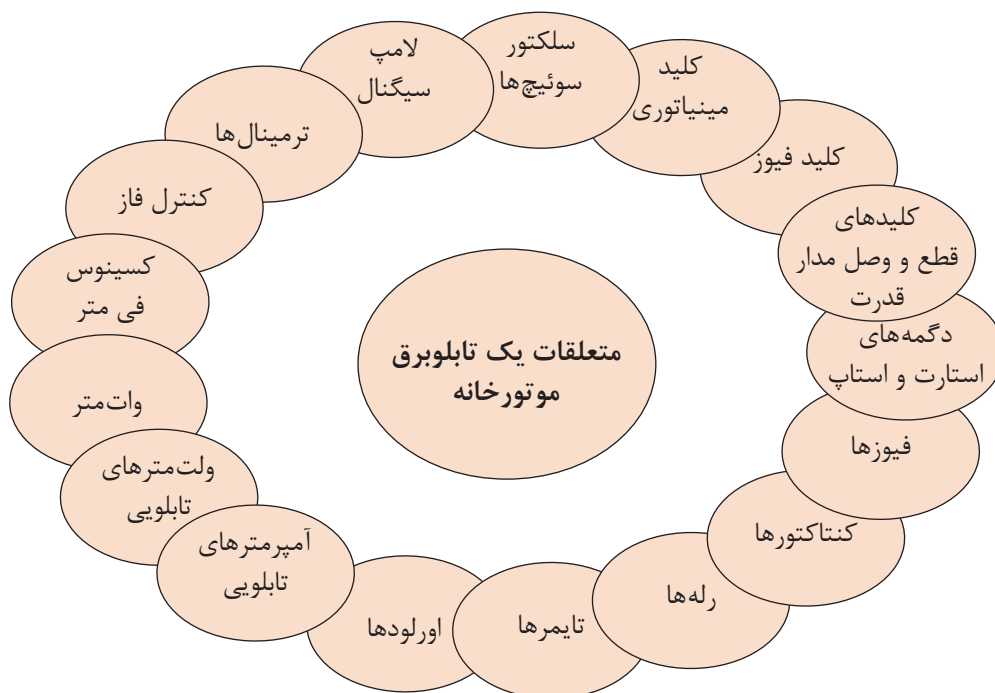 متعلقات یک تابلوبرق
موتورخانه
سلکتور
سوئیچ‌ها
کلید
مینیاتوری
کلید فیوز
کلیدهای
قطع و وصل مدار
قدرت
دگمه‌های
استارت و استاپ
فیوزها
کنتاکتورها
رله‌ها
تایمرها
اورلودها
آمپرمترهای
تابلویی
ولت‌مترهای
تابلویی
وات‌متر
کسینوس
فی متر
کنترل فاز
ترمینال‌ها
لامپ
سیگنال